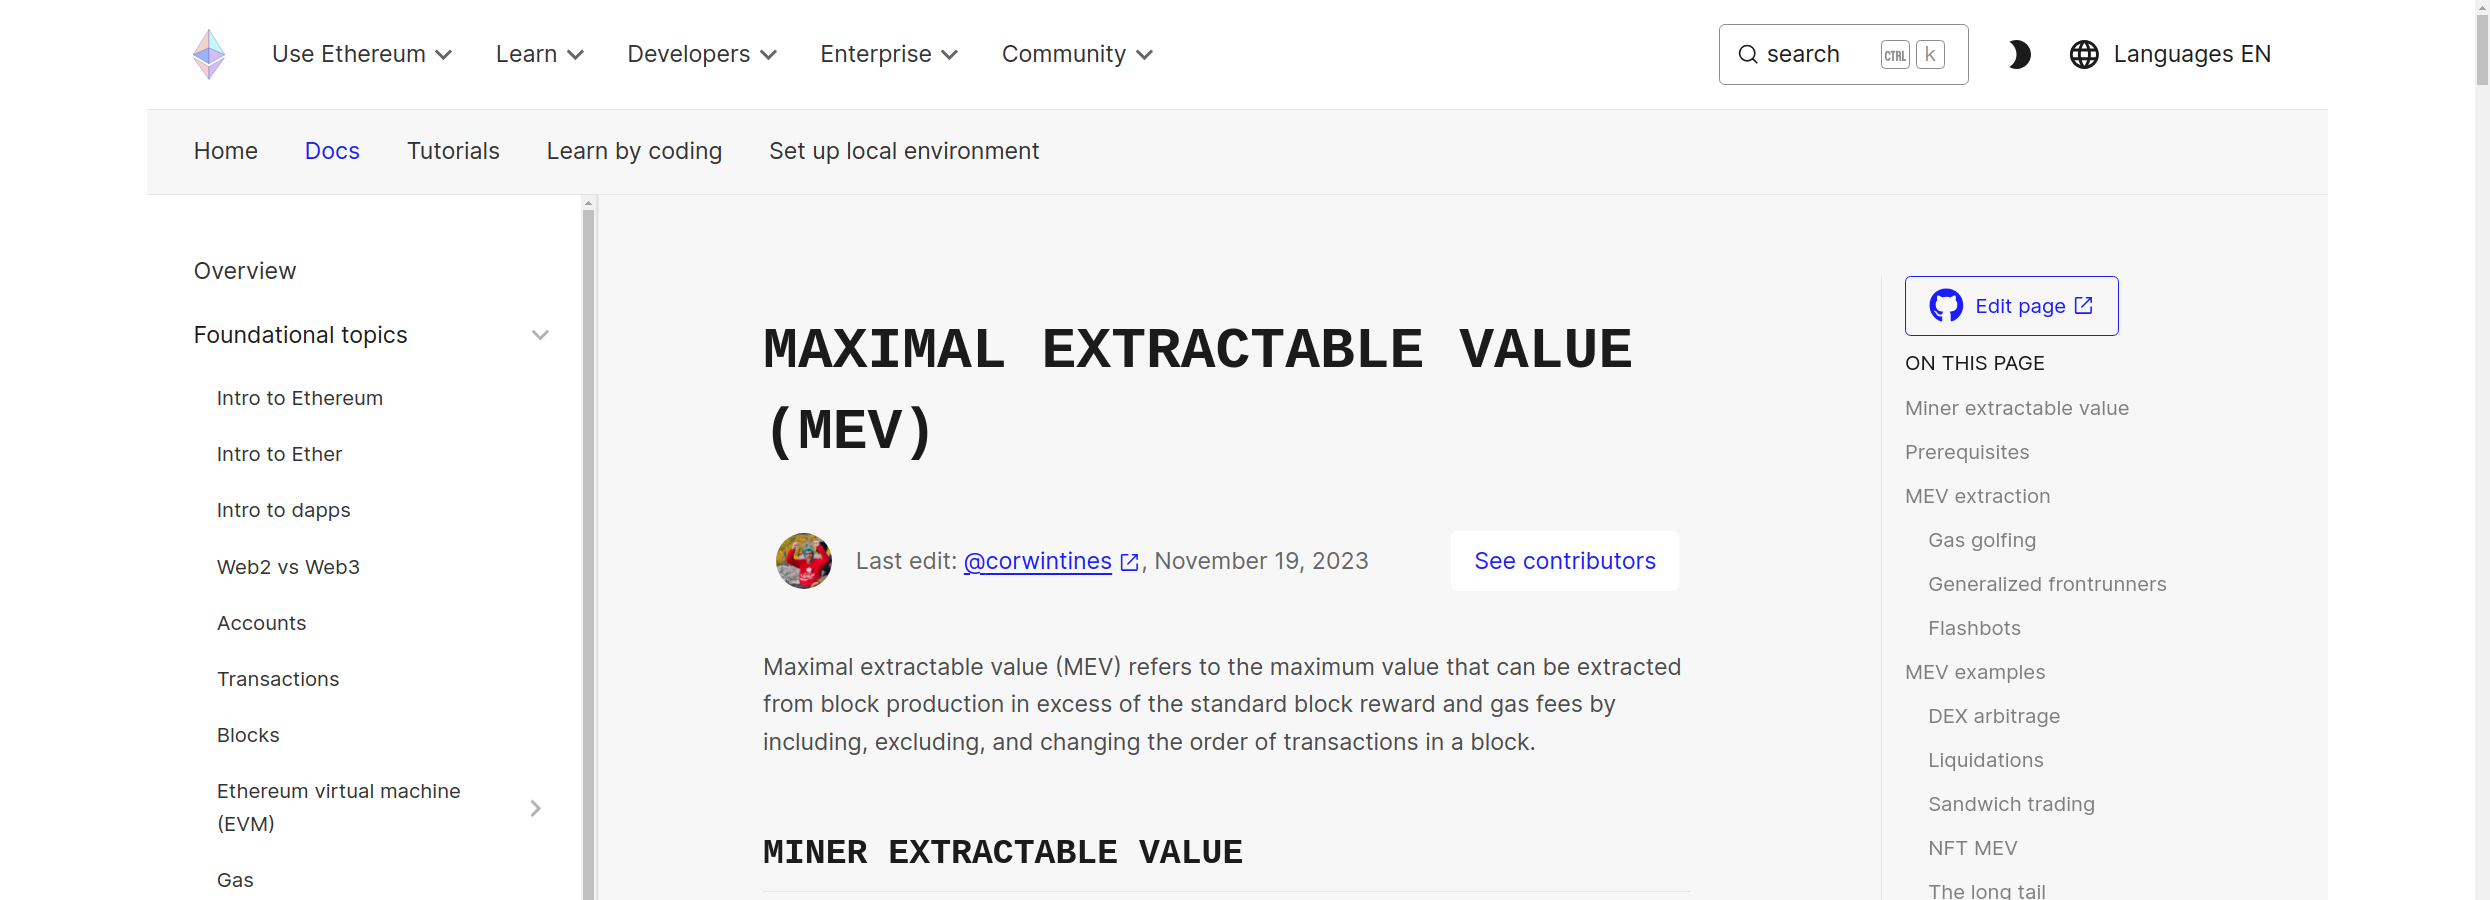 Use Ethereum
Learn
Developers
Enterprise
Community
search
CTRL
k
Languages EN
Home
Docs
Tutorials
Learn by coding
Set up local environment
Overview
Foundational topics
Intro to Ethereum
Intro to Ether
Intro to dapps
Web2 vs Web3
Accounts
Transactions
Blocks
Ethereum virtual machine
(EVM)
Gas
MAXIMAL EXTRACTABLE VALUE
(MEV)
Last edit: @corwintines, November 19, 2023
See contributors
Maximal extractable value (MEV) refers to the maximum value that can be extracted
from block production in excess of the standard block reward and gas fees by
including, excluding, and changing the order of transactions in a block.
MINER EXTRACTABLE VALUE
Edit page
ON THIS PAGE
Miner extractable value
Prerequisites
MEV extraction
Gas golfing
Generalized frontrunners
Flashbots
MEV examples
DEX arbitrage
Liquidations
Sandwich trading
NFT MEV
The long tail